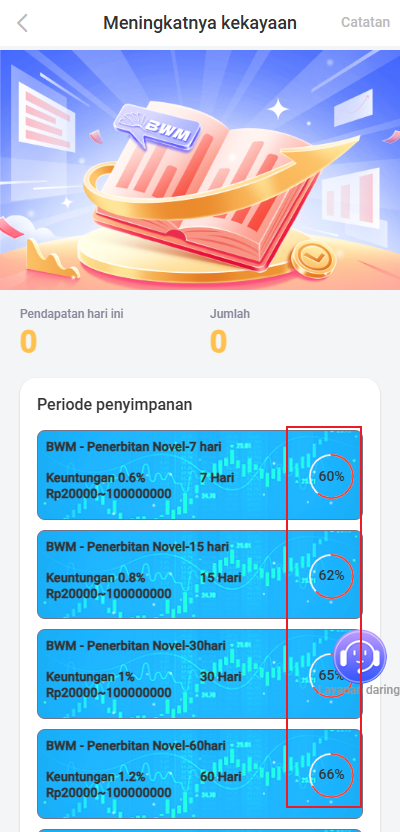 Meningkatnya kekayaan
Catatan
BWM
Pendapatan hari ini
Jumlah
0
0
Periode penyimpanan
BWM - Penerbitan Novel-7 hari
Keuntungan 0.6%
7 Hari
Rp20000~100000000
60%
BWM - Penerbitan Novel-15 hari
Keuntungan 0.8%
15 Hari
Rp20000~100000000
62%
BWM - Penerbitan Novel-30hari
Keuntungan 1%
30 Hari
Rp20000~100000000
65%
daring
BWM - Penerbitan Novel-60hari
Keuntungan 1.2%
60 Hari
Rp20000~100000000
66%